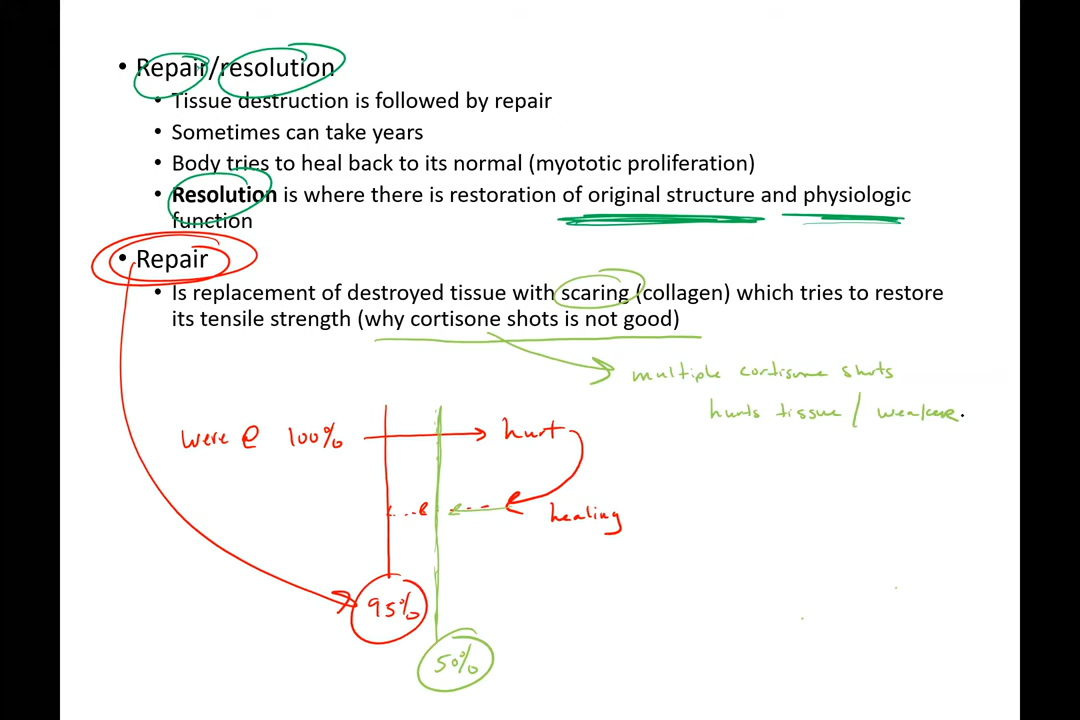 • Repair/resolution
• Tissue destruction is followed by repair
• Sometimes can take years
• Body tries to heal back to its normal (myototic proliferation)
• Resolution is where there is restoration of original structure and physiologic
function
• Repair
• Is replacement of destroyed tissue with scaring (collagen) which tries to restore
its tensile strength (why cortisone shots is not good)
multiple cortisone shots
hurts tissue / weaker.
were @ 100% hurt
healing
95%
50%